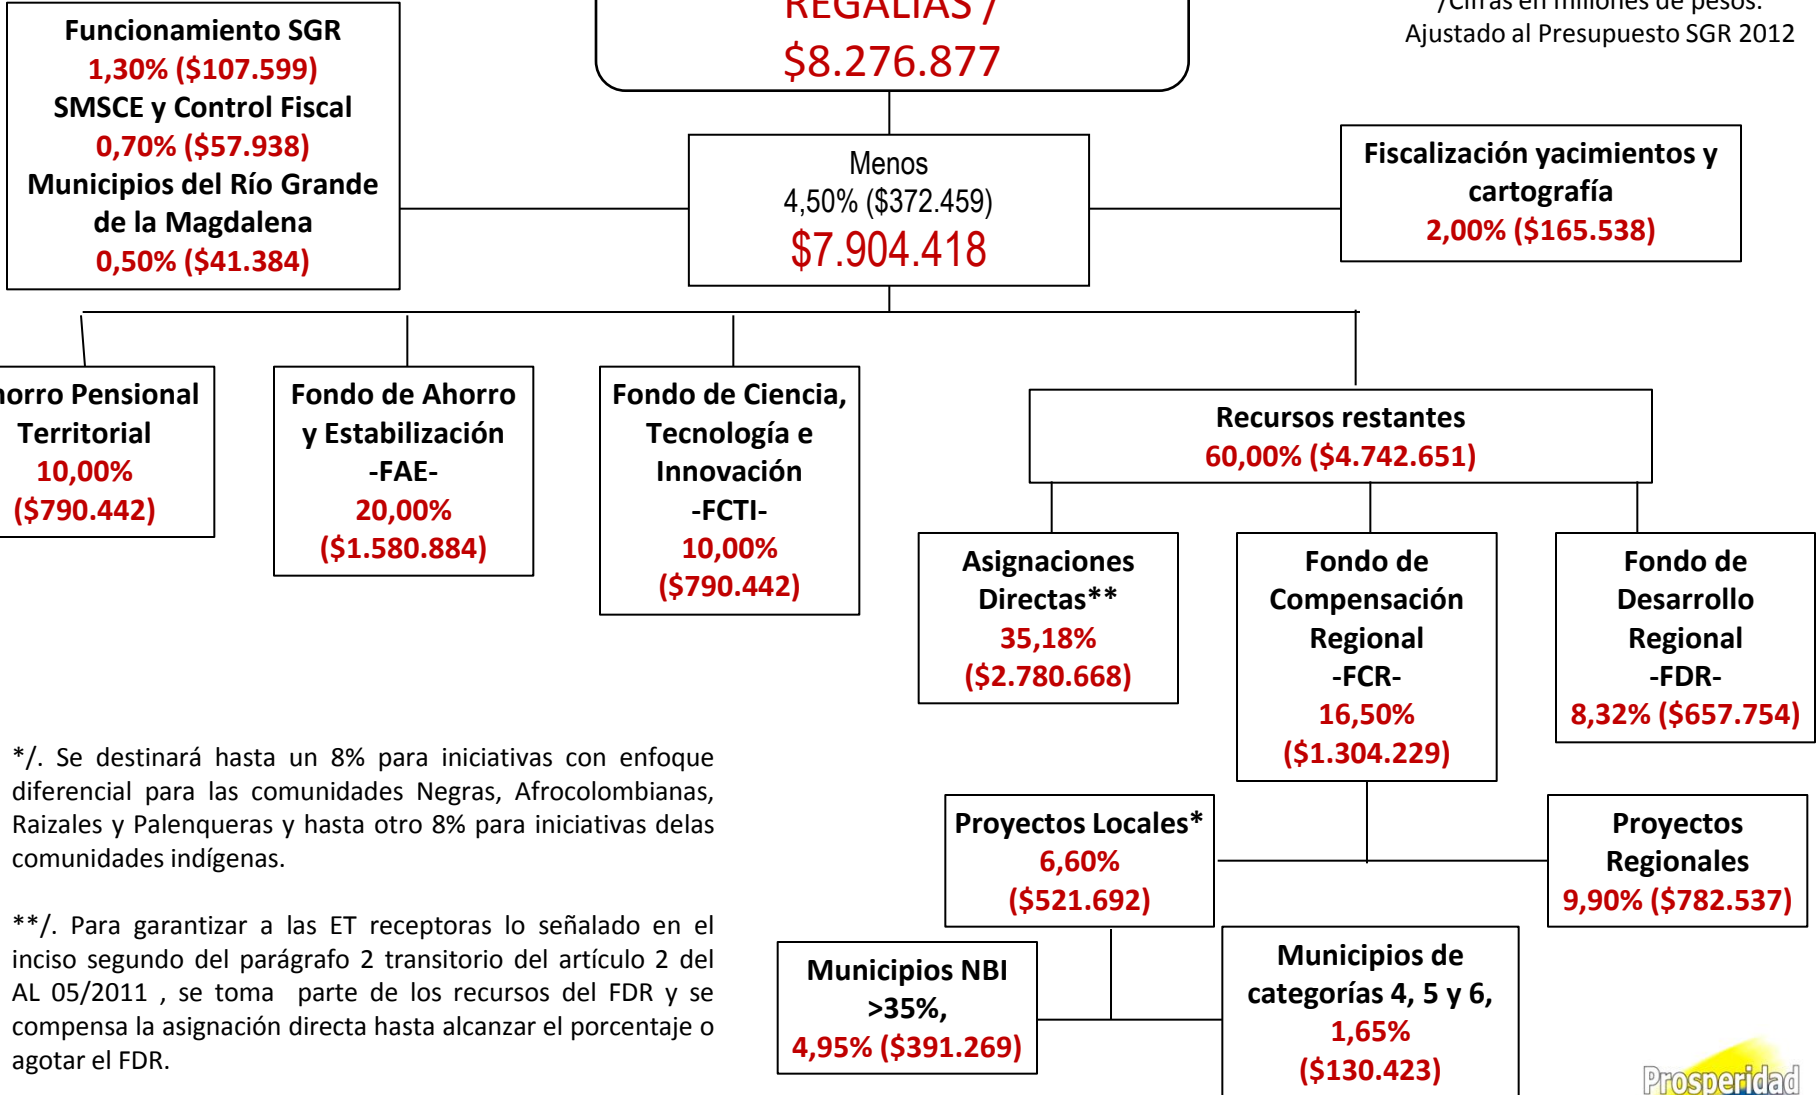 REGALÍAS /
$8.276.877
/Cifras en millones de pesos.
Ajustado al Presupuesto SGR 2012
Funcionamiento SGR
1,30% ($107.599)
SMSCE y Control Fiscal
0,70% ($57.938)
Municipios del Río Grande
de la Magdalena
0,50% ($41.384)
Menos
4,50% ($372.459)
$7.904.418
Fiscalización yacimientos y
cartografía
2,00% ($165.538)
horro Pensional
Territorial
10,00%
($790.442)
Fondo de Ahorro
y Estabilización
-FAE-
20,00%
($1.580.884)
Fondo de Ciencia,
Tecnología e
Innovación
-FCTI-
10,00%
($790.442)
Recursos restantes
60,00% ($4.742.651)
Asignaciones
Directas**
35,18%
($2.780.668)
Fondo de
Compensación
Regional
-FCR-
16,50%
($1.304.229)
Fondo de
Desarrollo
Regional
-FDR-
8,32% ($657.754)
Proyectos Locales*
6,60%
($521.692)
Proyectos
Regionales
9,90% ($782.537)
Municipios NBI
>35%,
4,95% ($391.269)
Municipios de
categorías 4, 5 y 6,
1,65%
($130.423)
*/. Se destinará hasta un 8% para iniciativas con enfoque
diferencial para las comunidades Negras, Afrocolombianas,
Raizales y Palenqueras y hasta otro 8% para iniciativas delas
comunidades indígenas.
**/. Para garantizar a las ET receptoras lo señalado en el
inciso segundo del parágrafo 2 transitorio del artículo 2 del
AL 05/2011 , se toma parte de los recursos del FDR y se
compensa la asignación directa hasta alcanzar el porcentaje o
agotar el FDR.
Prosperidad